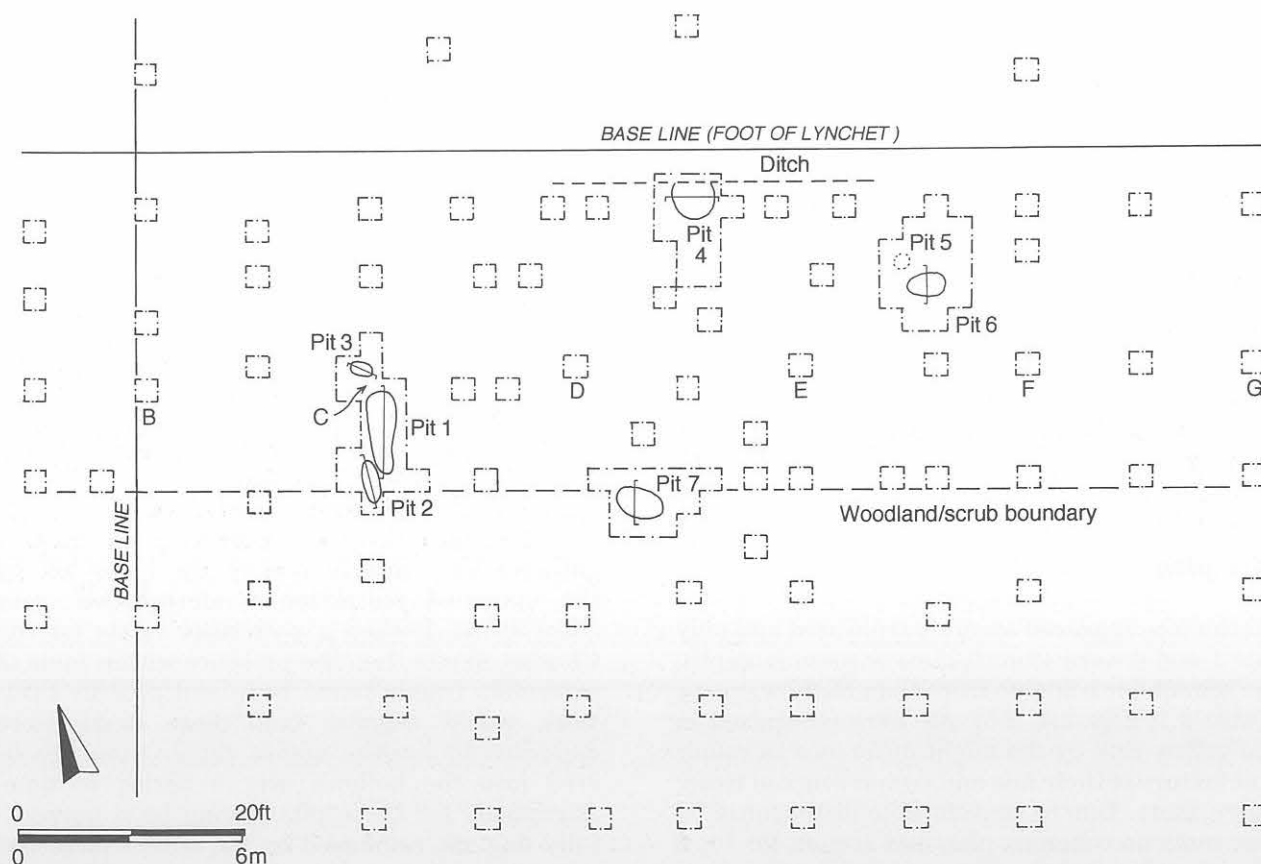 BASE LINE (FOOT OF LYNCHET )
Ditch
Pit
4
Pit 5
Pit 6
Pit 3
C
B
Pit 1
D
E
F
G
Pit 2
Pit 7
Woodland/scrub boundary
BASE LINE
0 20ft
0 6m